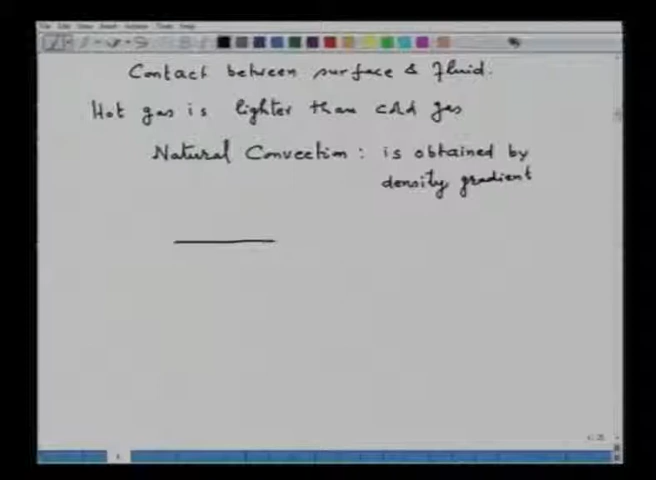 Contact between surface & Fluid.
Hot gas is lighter than cold gas
Natural Convection : is obtained by
density gradient